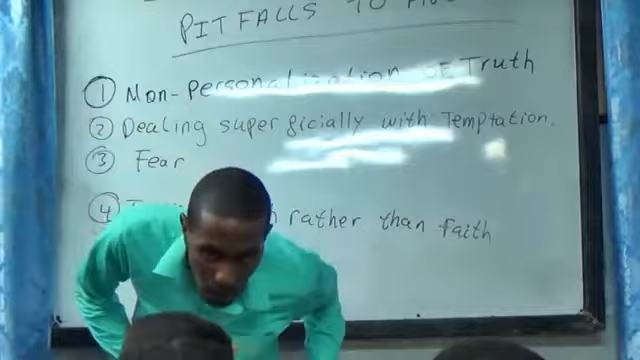 PITFALLS TO
① Non-Personalization OF Truth
② Dealing superficially with Temptation.
③ Fear
④ rather than faith